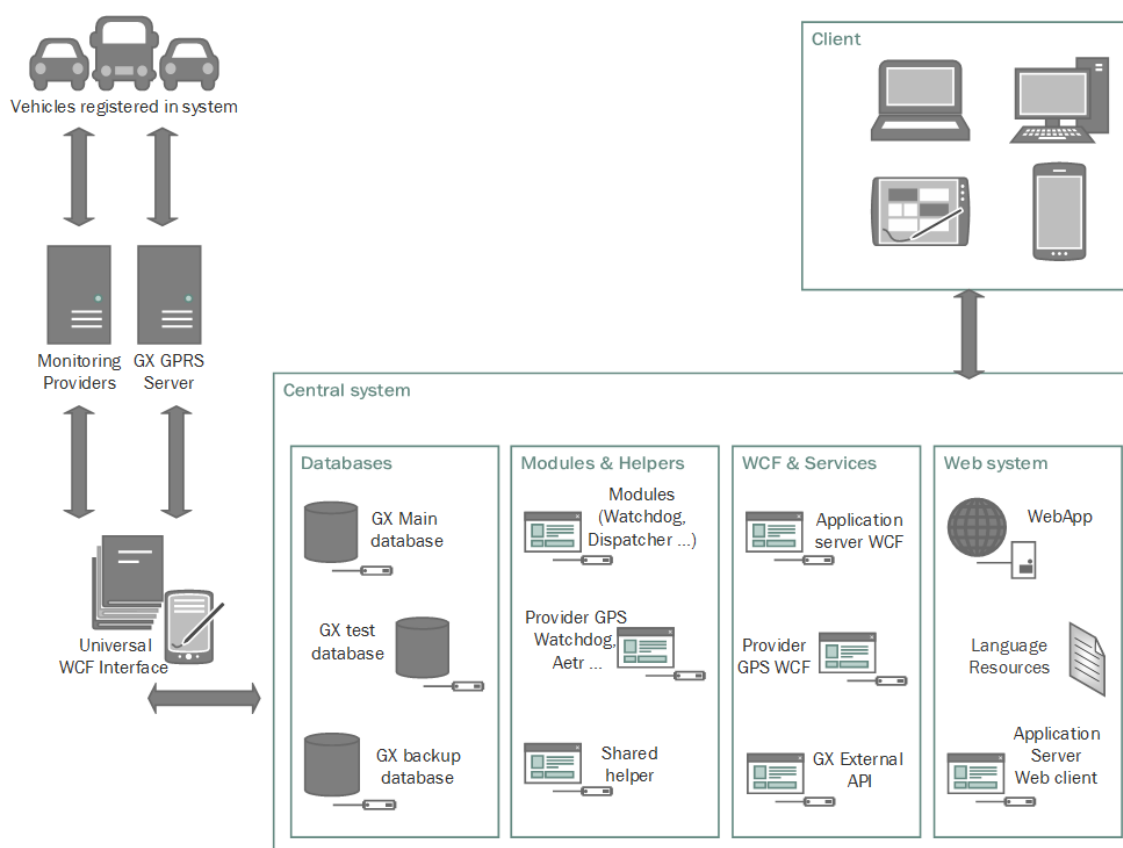 Client
Vehicles registered in system
Monitoring
Providers
GX GPRS
Server
Central system
Databases
GX Main
database
GX test
database
GX backup
database
Modules & Helpers
Modules
(Watchdog,
Dispatcher ...)
Provider GPS
Watchdog,
Aetr ...
Shared
helper
WCF & Services
Application
server WCF
Provider
GPS WCF
GX External
API
Web system
WebApp
Language
Resources
Application
Server
Web client
Universal
WCF Interface